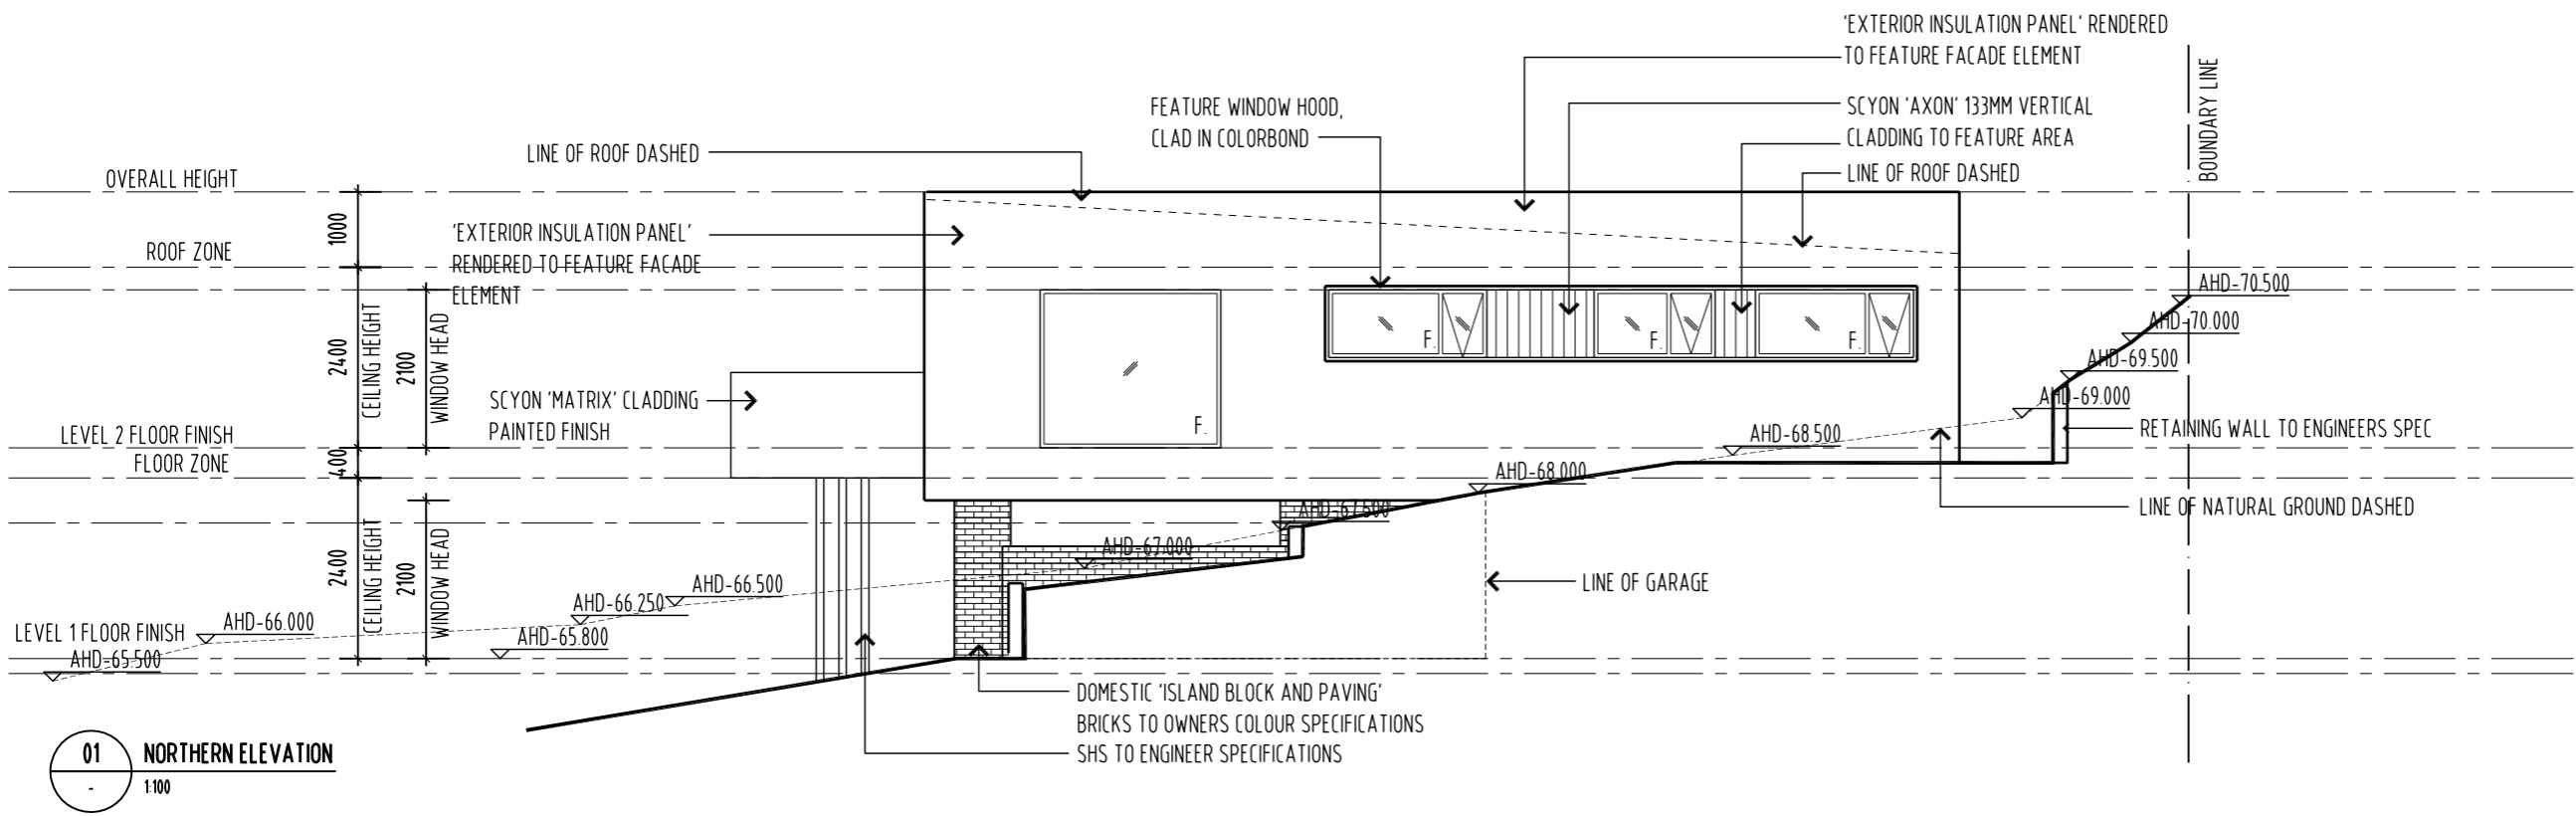 'EXTERIOR INSULATION PANEL' RENDERED
TO FEATURE FACADE ELEMENT
BOUNDARY LINE
FEATURE WINDOW HOOD,
CLAD IN COLORBOND
SCYON 'AXON' 133MM VERTICAL
CLADDING TO FEATURE AREA
LINE OF ROOF DASHED
LINE OF ROOF DASHED
OVERALL HEIGHT
1000
ROOF ZONE
'EXTERIOR INSULATION PANEL'
RENDERED TO FEATURE FACADE
ELEMENT
AHD-70.500
AHD-70.000
AHD-69.500
AHD-69.000
F.
F.
F.
F.
2400
CEILING HEIGHT
2100
WINDOW HEAD
SCYON 'MATRIX' CLADDING
PAINTED FINISH
RETAINING WALL TO ENGINEERS SPEC
LEVEL 2 FLOOR FINISH
FLOOR ZONE
400
AHD-68.500
AHD-68.000
AHD-67.500
LINE OF NATURAL GROUND DASHED
2400
CEILING HEIGHT
2100
WINDOW HEAD
AHD-67.000
LINE OF GARAGE
AHD-66.500
AHD-66.250
AHD-66.000
LEVEL 1 FLOOR FINISH
AHD-65.800
AHD-65.500
DOMESTIC 'ISLAND BLOCK AND PAVING'
BRICKS TO OWNERS COLOUR SPECIFICATIONS
SHS TO ENGINEER SPECIFICATIONS
01
NORTHERN ELEVATION
-
1:100